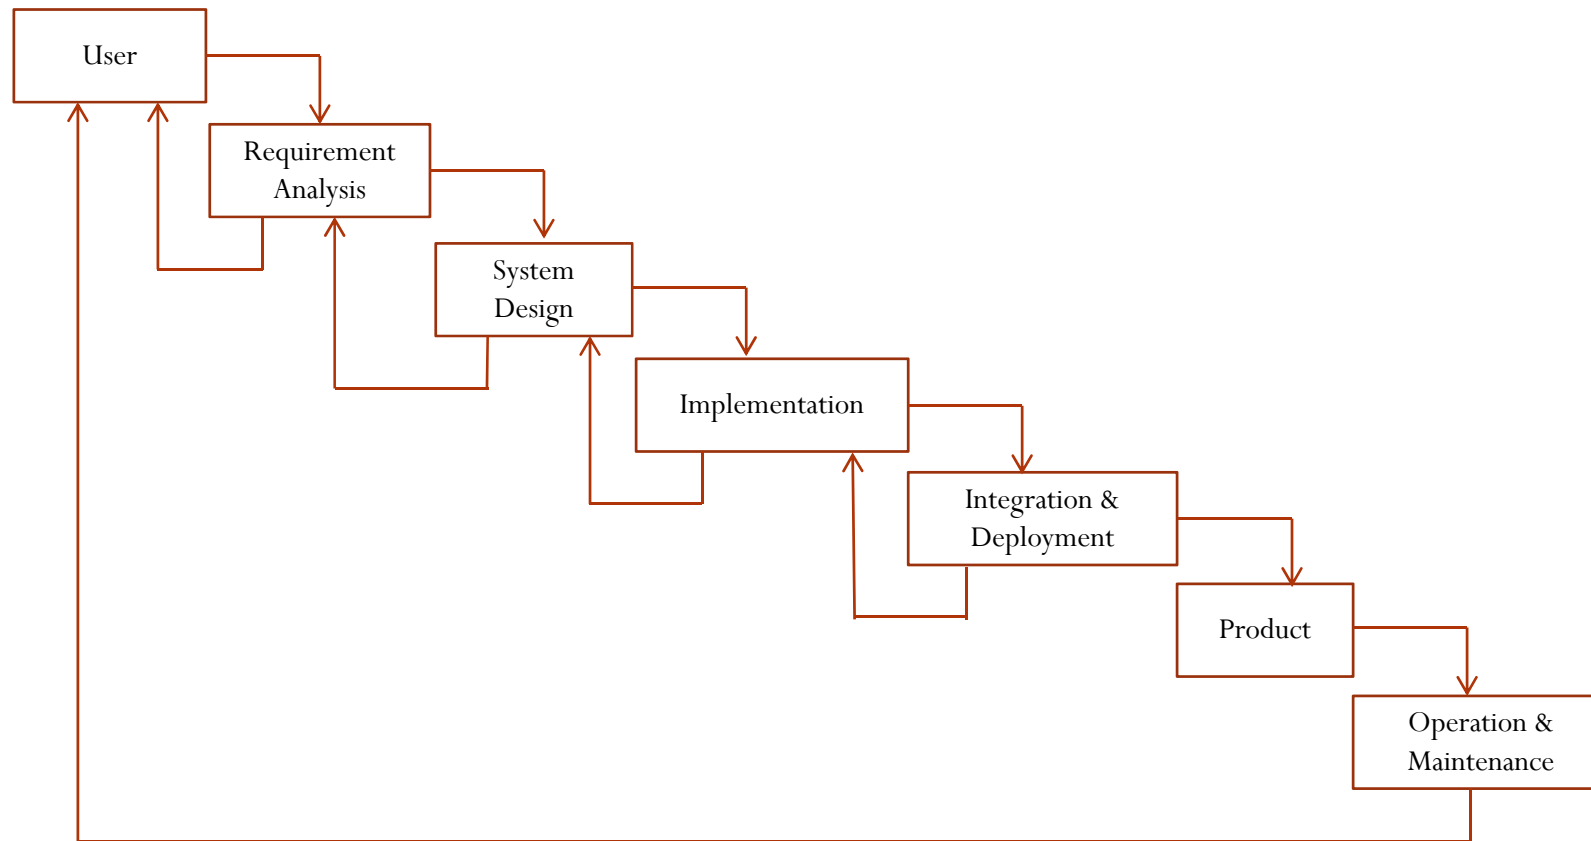 User
Requirement
Analysis
System
Design
Implementation
Integration &
Deployment
Product
Operation &
Maintenance